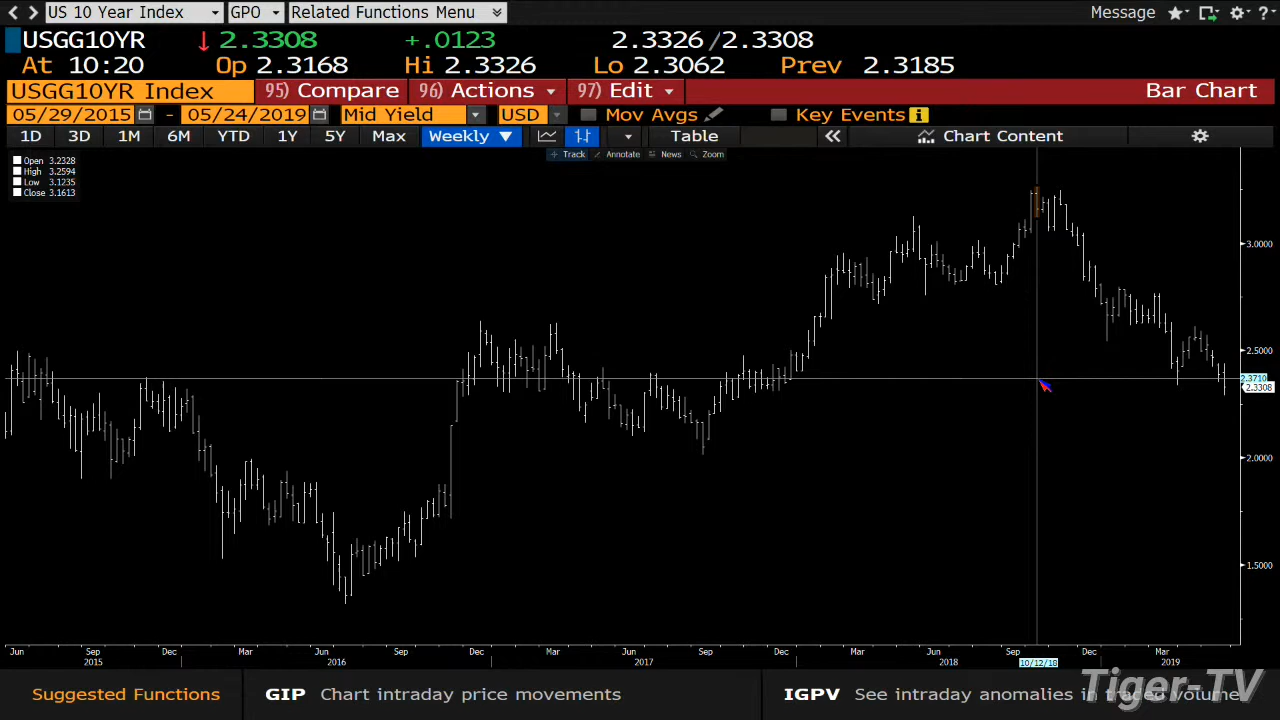 US 10 Year Index GPO Related Functions Menu Message ?
USGG10YR ↓ 2.3308 +.0123 2.3326/2.3308
At 10:20 Op 2.3168 Hi 2.3326 Lo 2.3062 Prev 2.3185
USGG10YR Index 95) Compare 96) Actions 97) Edit Bar Chart
05/29/2015 - 05/24/2019 Mid Yield USD Mov Avgs Key Events i
1D 3D 1M 6M YTD 1Y 5Y Max Weekly ▼ Table « Chart Content
Track Annotate News Zoom
Open 3.2328
High 3.2594
Low 3.1235
Close 3.1613
3.0000
2.5000
2.3710
2.3308
2.0000
1.5000
Jun Sep Dec Mar Jun Sep Dec Mar Jun Sep Dec Mar Jun Sep Dec Mar
2015 2016 2017 2018 10/12/18 2019
Suggested Functions GIP Chart intraday price movements IGPV See intraday anomalies in traded volume
Tiger-TV